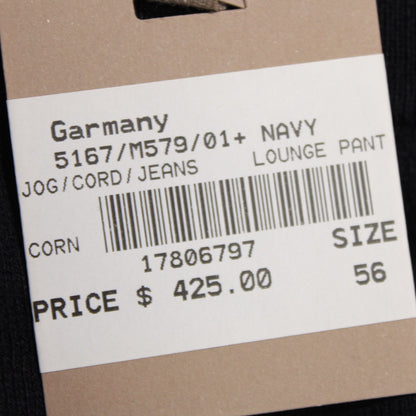 Garmany
5167/M579/01+ NAVY
JOG/CORD/JEANS LOUNGE PANT
CORN
17806797
SIZE
PRICE $ 425.00 56